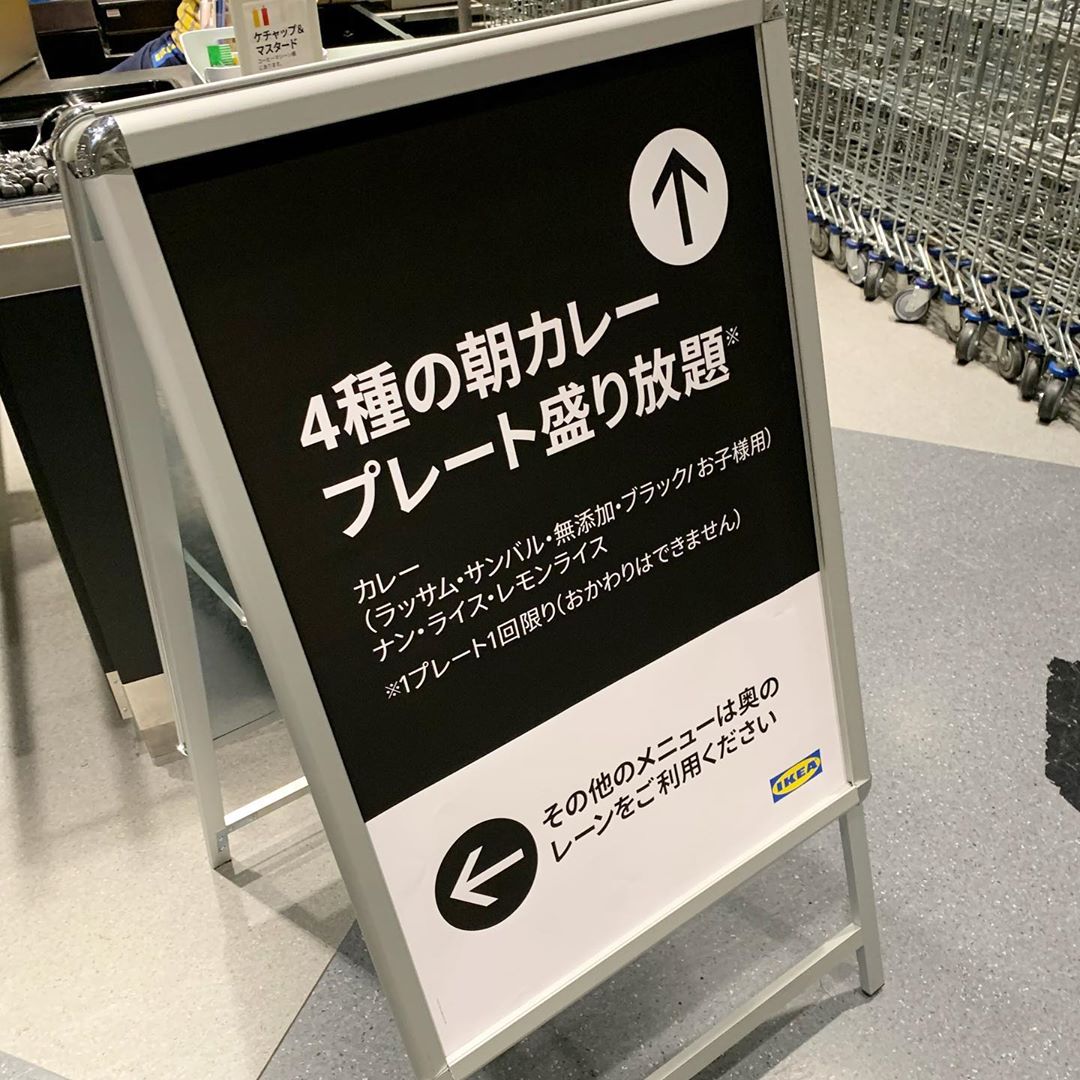 ケチャップ&
マスタード
4種の朝カレー
プレート盛り放題※
カレー
(ラッサム・サンバル・無添加・ブラック/お子様用)
ナン・ライス・レモンライス
※1プレート1回限り(おかわりはできません)
その他のメニューは奥の
レーンをご利用ください
IKEA